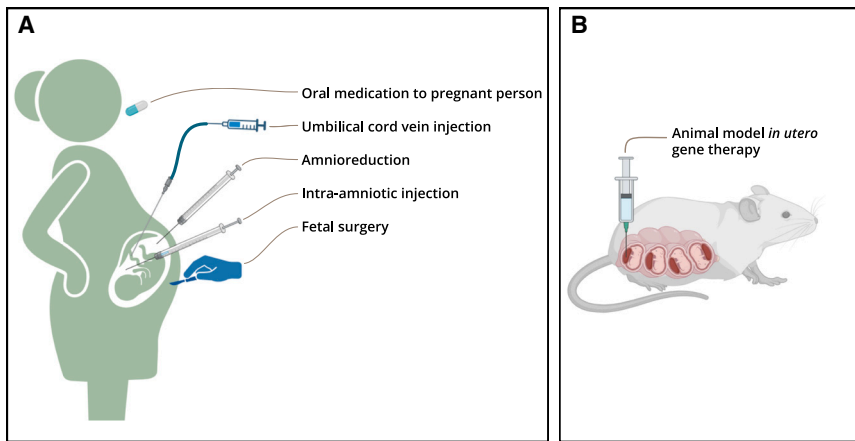 A
Oral medication to pregnant person
Umbilical cord vein injection
Amnioreduction
Intra-amniotic injection
Fetal surgery
B
Animal model in utero
gene therapy